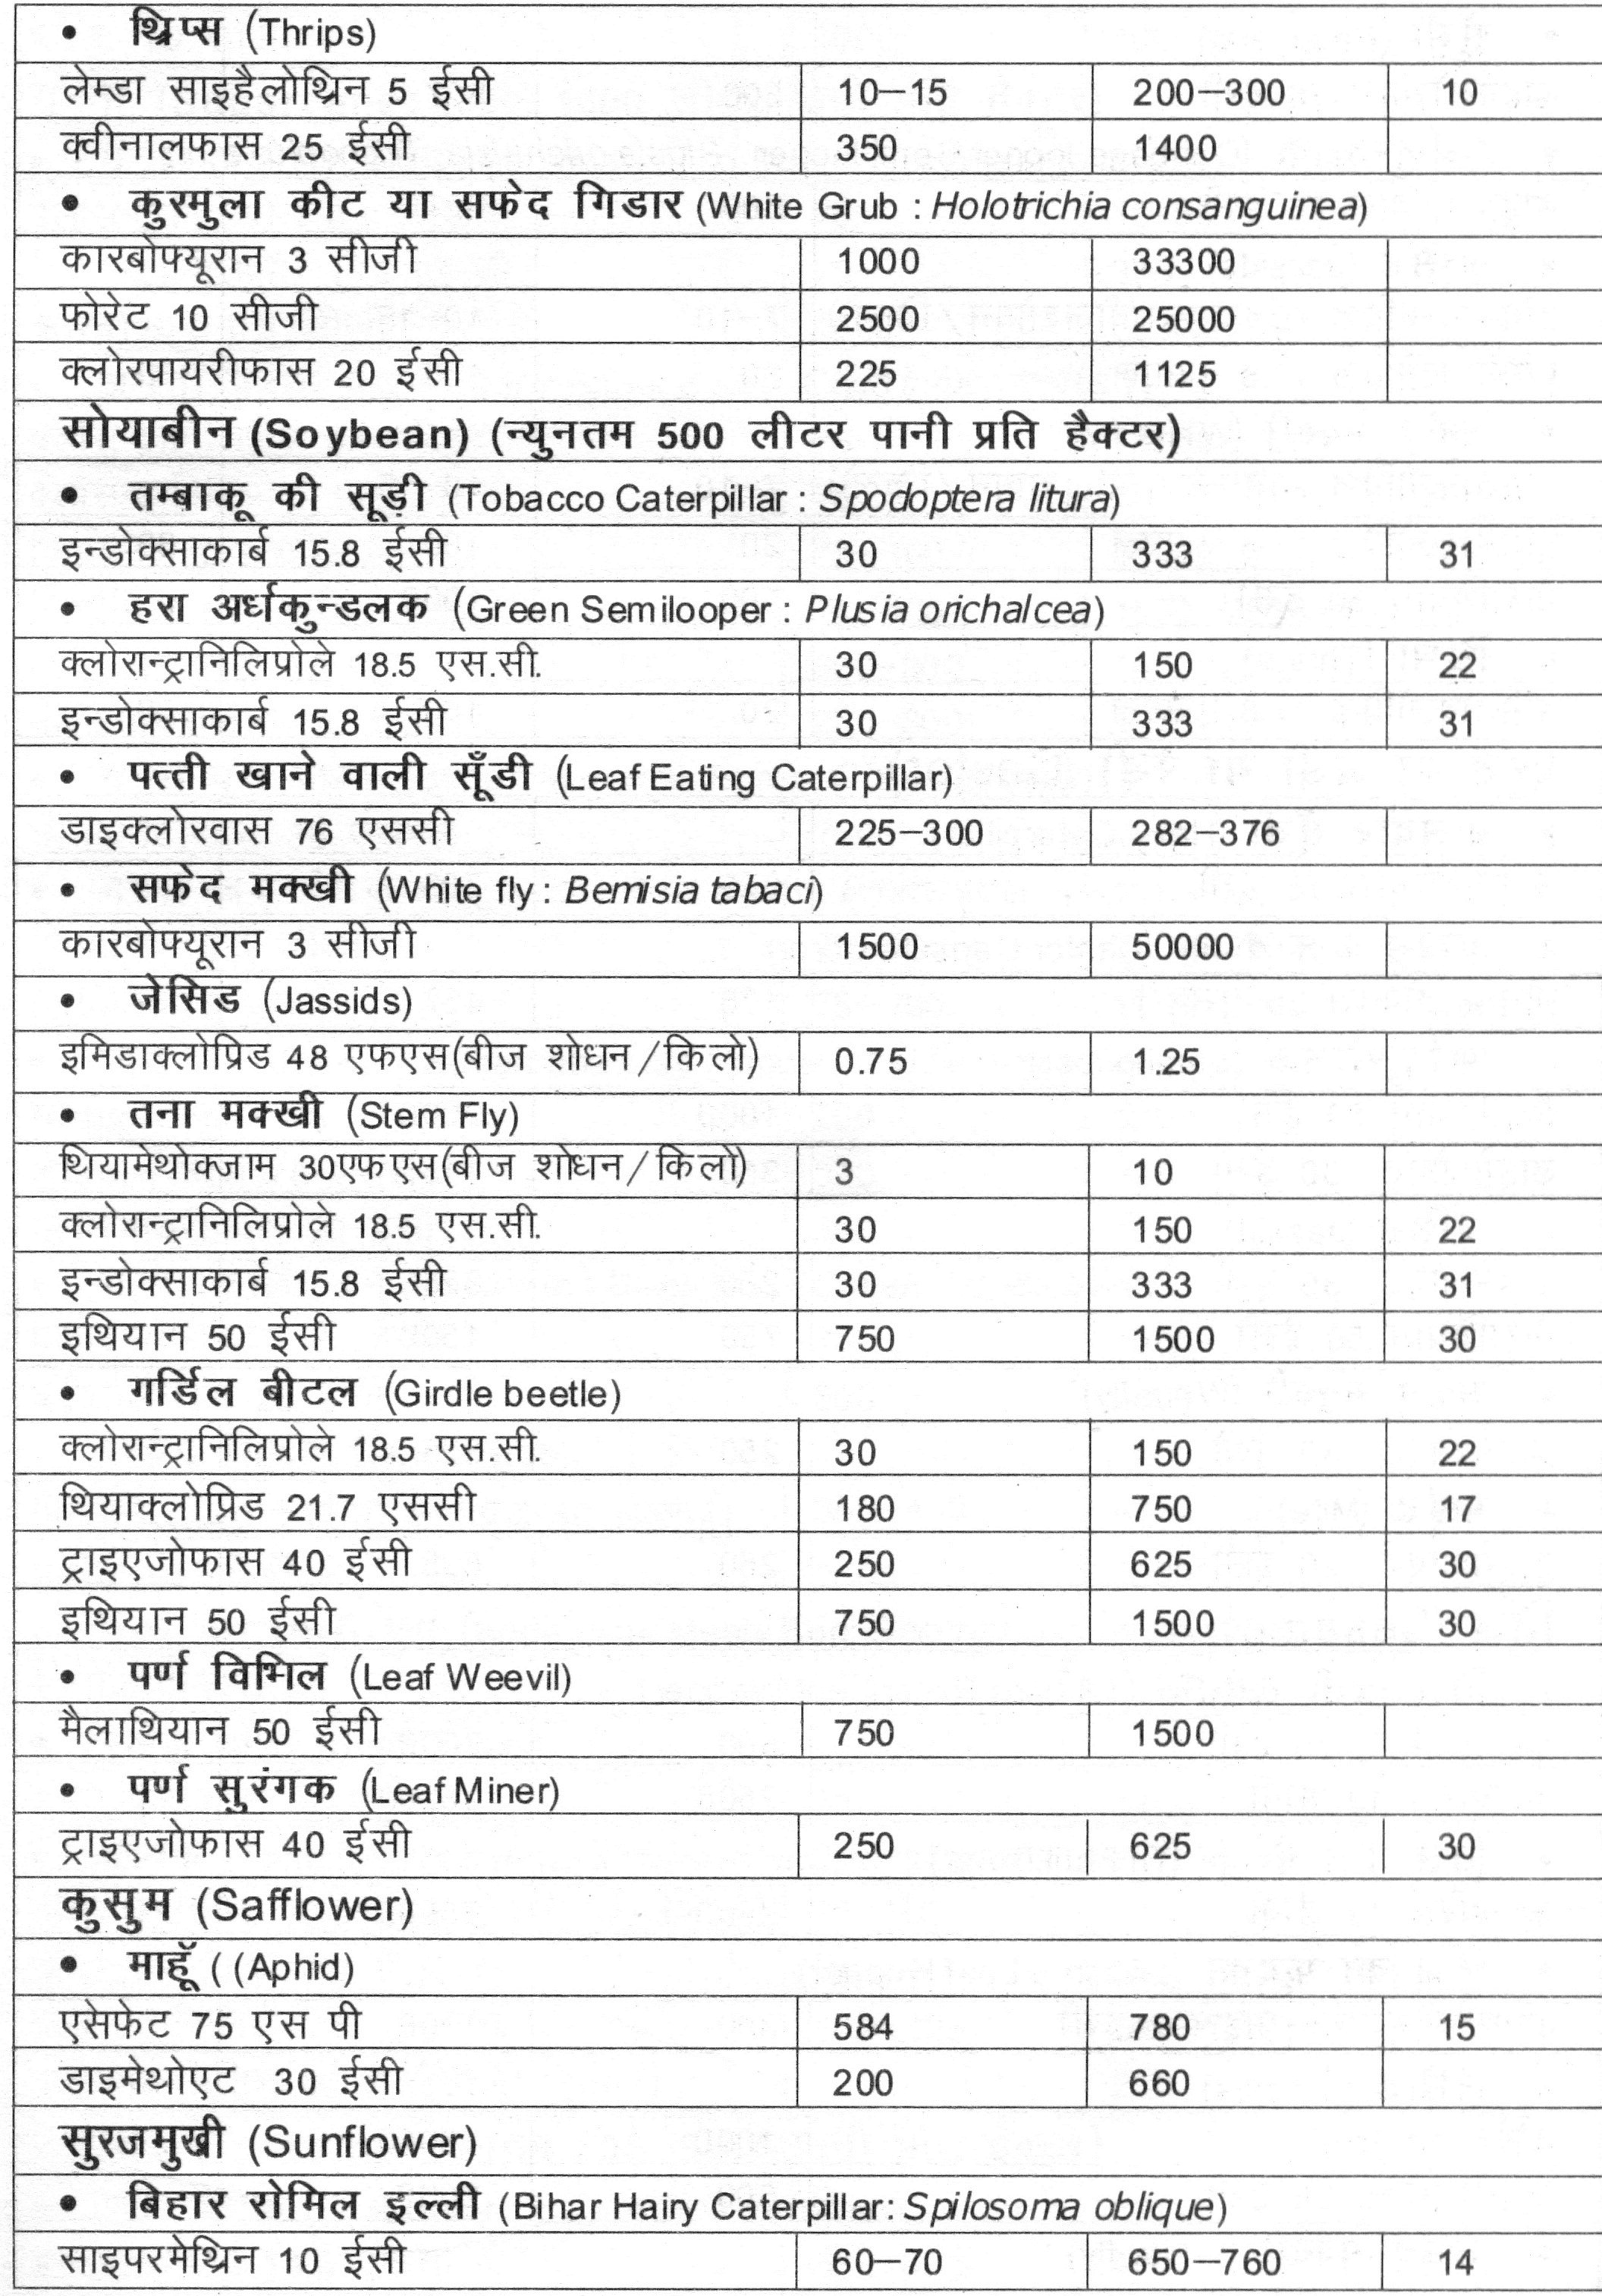 • थ्रिप्स (Thrips)
लेम्डा साइहैलोथ्रिन 5 ईसी 10–15 200–300 10
क्वीनालफास 25 ईसी 350 1400
• कुरमुला कीट या सफेद गिडार (White Grub : Holotrichia consanguinea)
कारबोफ्यूरान 3 सीजी 1000 33300
फोरेट 10 सीजी 2500 25000
क्लोरपायरीफास 20 ईसी 225 1125
सोयाबीन (Soybean) (न्युनतम 500 लीटर पानी प्रति हैक्टर)
• तम्बाकू की सूड़ी (Tobacco Caterpillar : Spodoptera litura)
इन्डोक्साकार्ब 15.8 ईसी 30 333 31
• हरा अर्धकुन्डलक (Green Semilooper : Plusia orichalcea)
क्लोरान्ट्रानिलिप्रोले 18.5 एस.सी. 30 150 22
इन्डोक्साकार्ब 15.8 ईसी 30 333 31
• पत्ती खाने वाली सूँडी (Leaf Eating Caterpillar)
डाइक्लोरवास 76 एससी 225–300 282–376
• सफेद मक्खी (White fly : Bemisia tabaci)
कारबोफ्यूरान 3 सीजी 1500 50000
• जेसिड (Jassids)
इमिडाक्लोप्रिड 48 एफएस(बीज शोधन/किलो) 0.75 1.25
• तना मक्खी (Stem Fly)
थियामेथोक्जाम 30एफएस(बीज शोधन/किलो) 3 10
क्लोरान्ट्रानिलिप्रोले 18.5 एस.सी. 30 150 22
इन्डोक्साकार्ब 15.8 ईसी 30 333 31
इथियान 50 ईसी 750 1500 30
• गर्डिल बीटल (Girdle beetle)
क्लोरान्ट्रानिलिप्रोले 18.5 एस.सी. 30 150 22
थियाक्लोप्रिड 21.7 एससी 180 750 17
ट्राइएजोफास 40 ईसी 250 625 30
इथियान 50 ईसी 750 1500 30
• पर्ण विभिल (Leaf Weevil)
मैलाथियान 50 ईसी 750 1500
• पर्ण सुरंगक (Leaf Miner)
ट्राइएजोफास 40 ईसी 250 625 30
कुसुम (Safflower)
• माहूॅ ( (Aphid)
एसेफेट 75 एस पी 584 780 15
डाइमेथोएट 30 ईसी 200 660
सुरजमुखी (Sunflower)
• बिहार रोमिल इल्ली (Bihar Hairy Caterpillar: Spilosoma oblique)
साइपरमेथ्रिन 10 ईसी 60–70 650–760 14